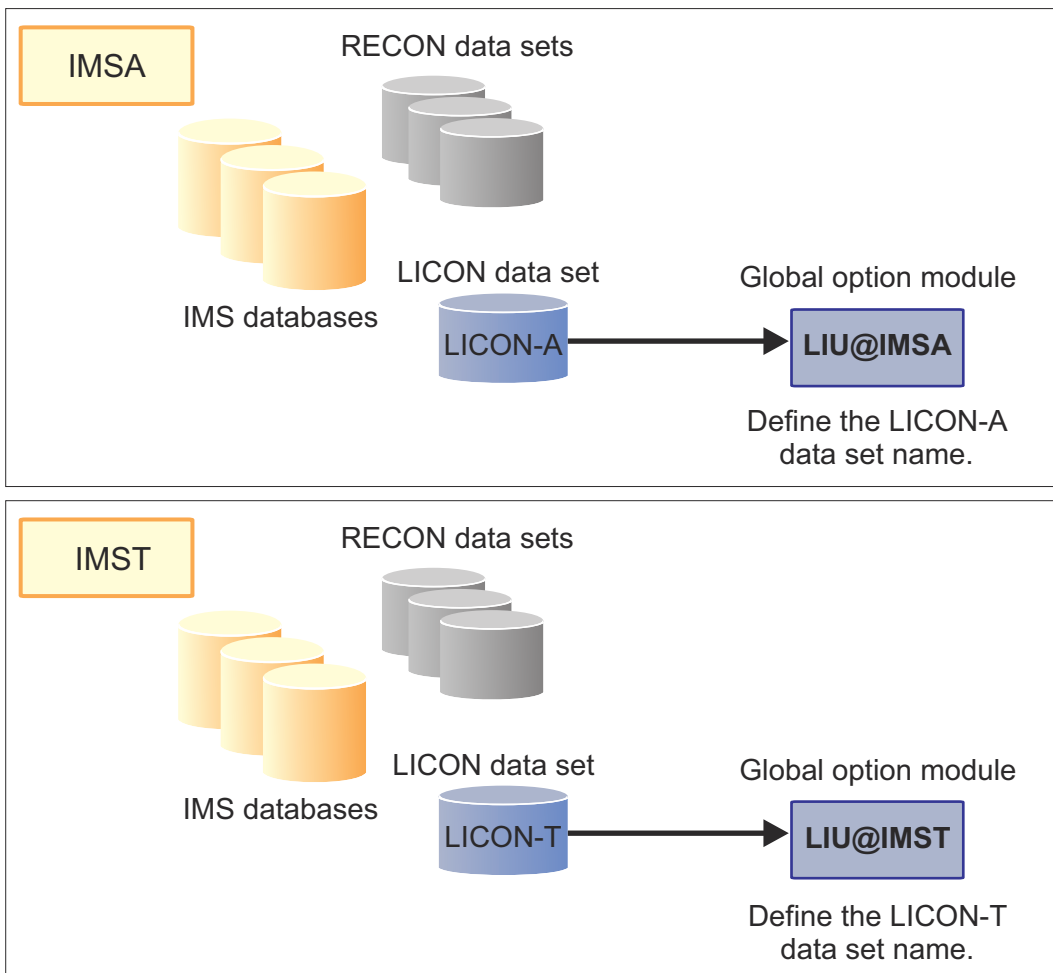 IMSA
RECON data sets
IMS databases
LICON data set
LICON-A
Global option module
LIU@IMSA
Define the LICON-A
data set name.
IMST
RECON data sets
IMS databases
LICON data set
LICON-T
Global option module
LIU@IMST
Define the LICON-T
data set name.